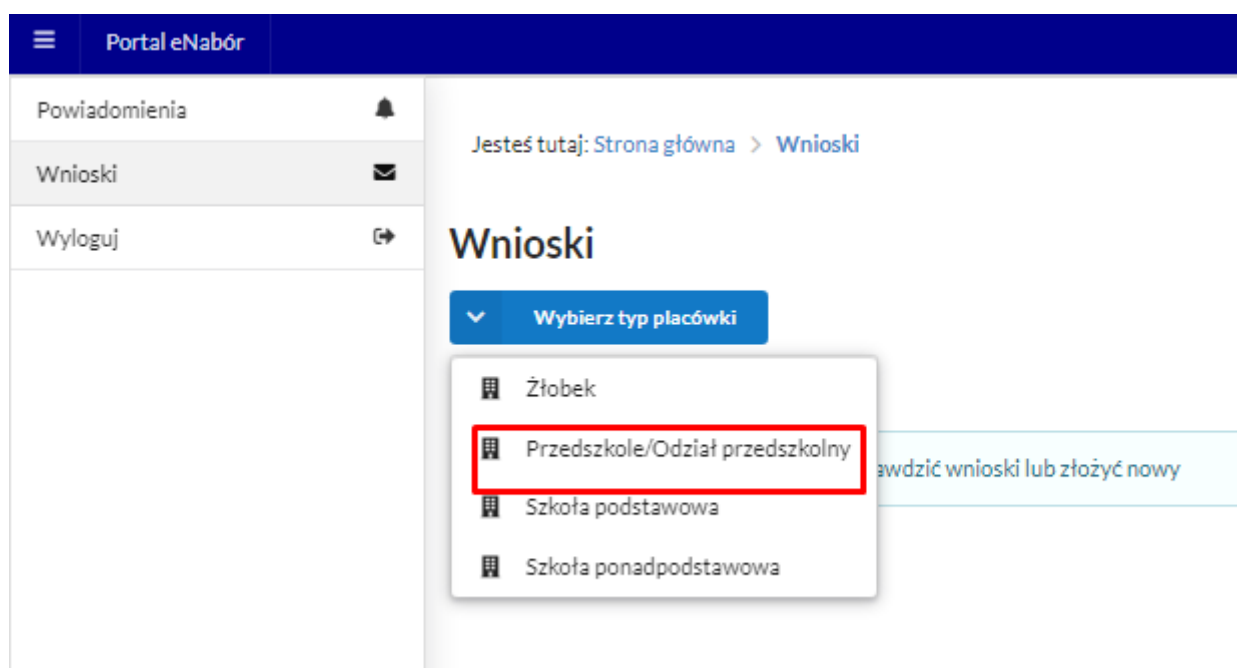 Portal eNabór
Powiadomienia
Wnioski
Wyloguj
Jesteś tutaj: Strona główna > Wnioski
Wnioski
Wybierz typ placówki
Żłobek
Przedszkole/Odział przedszkolny
Szkoła podstawowa
Szkoła ponadpodstawowa
wnioski lub złożyć nowy